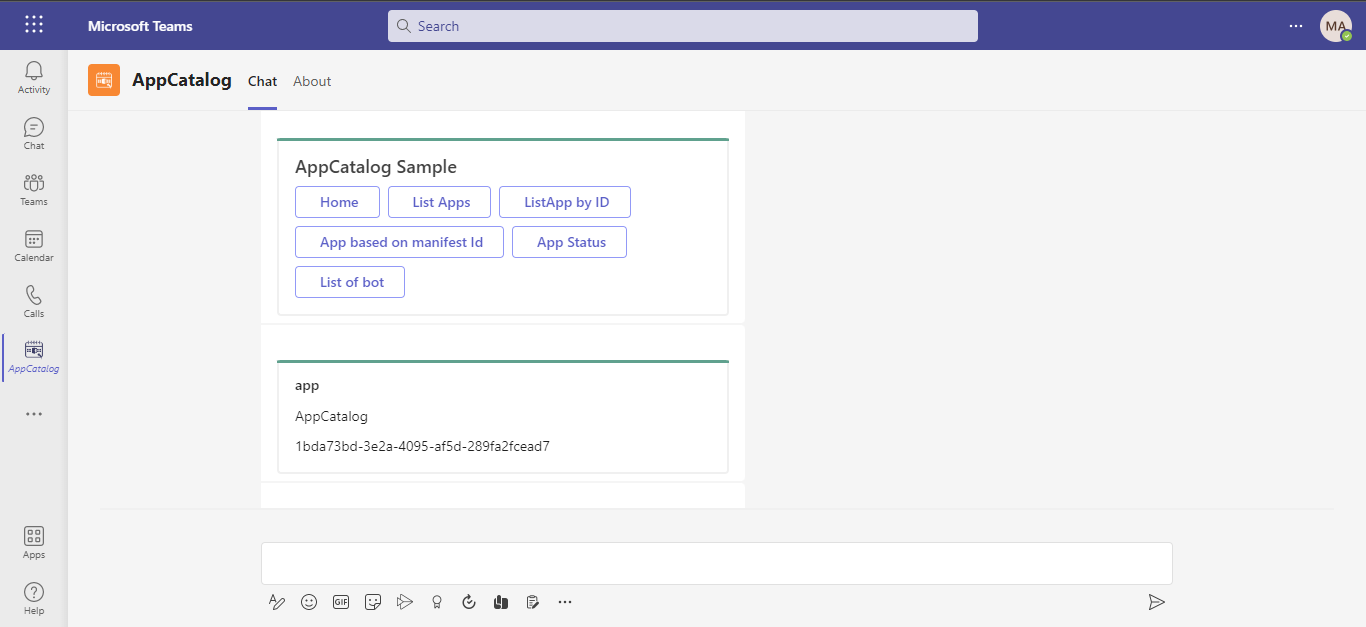 Microsoft Teams
Search
MA
Activity
Chat
Teams
Calendar
Calls
AppCatalog
Apps
Help
AppCatalog
Chat
About
AppCatalog Sample
Home
List Apps
ListApp by ID
App based on manifest Id
App Status
List of bot
app
AppCatalog
1bda73bd-3e2a-4095-af5d-289fa2fcead7
GIF